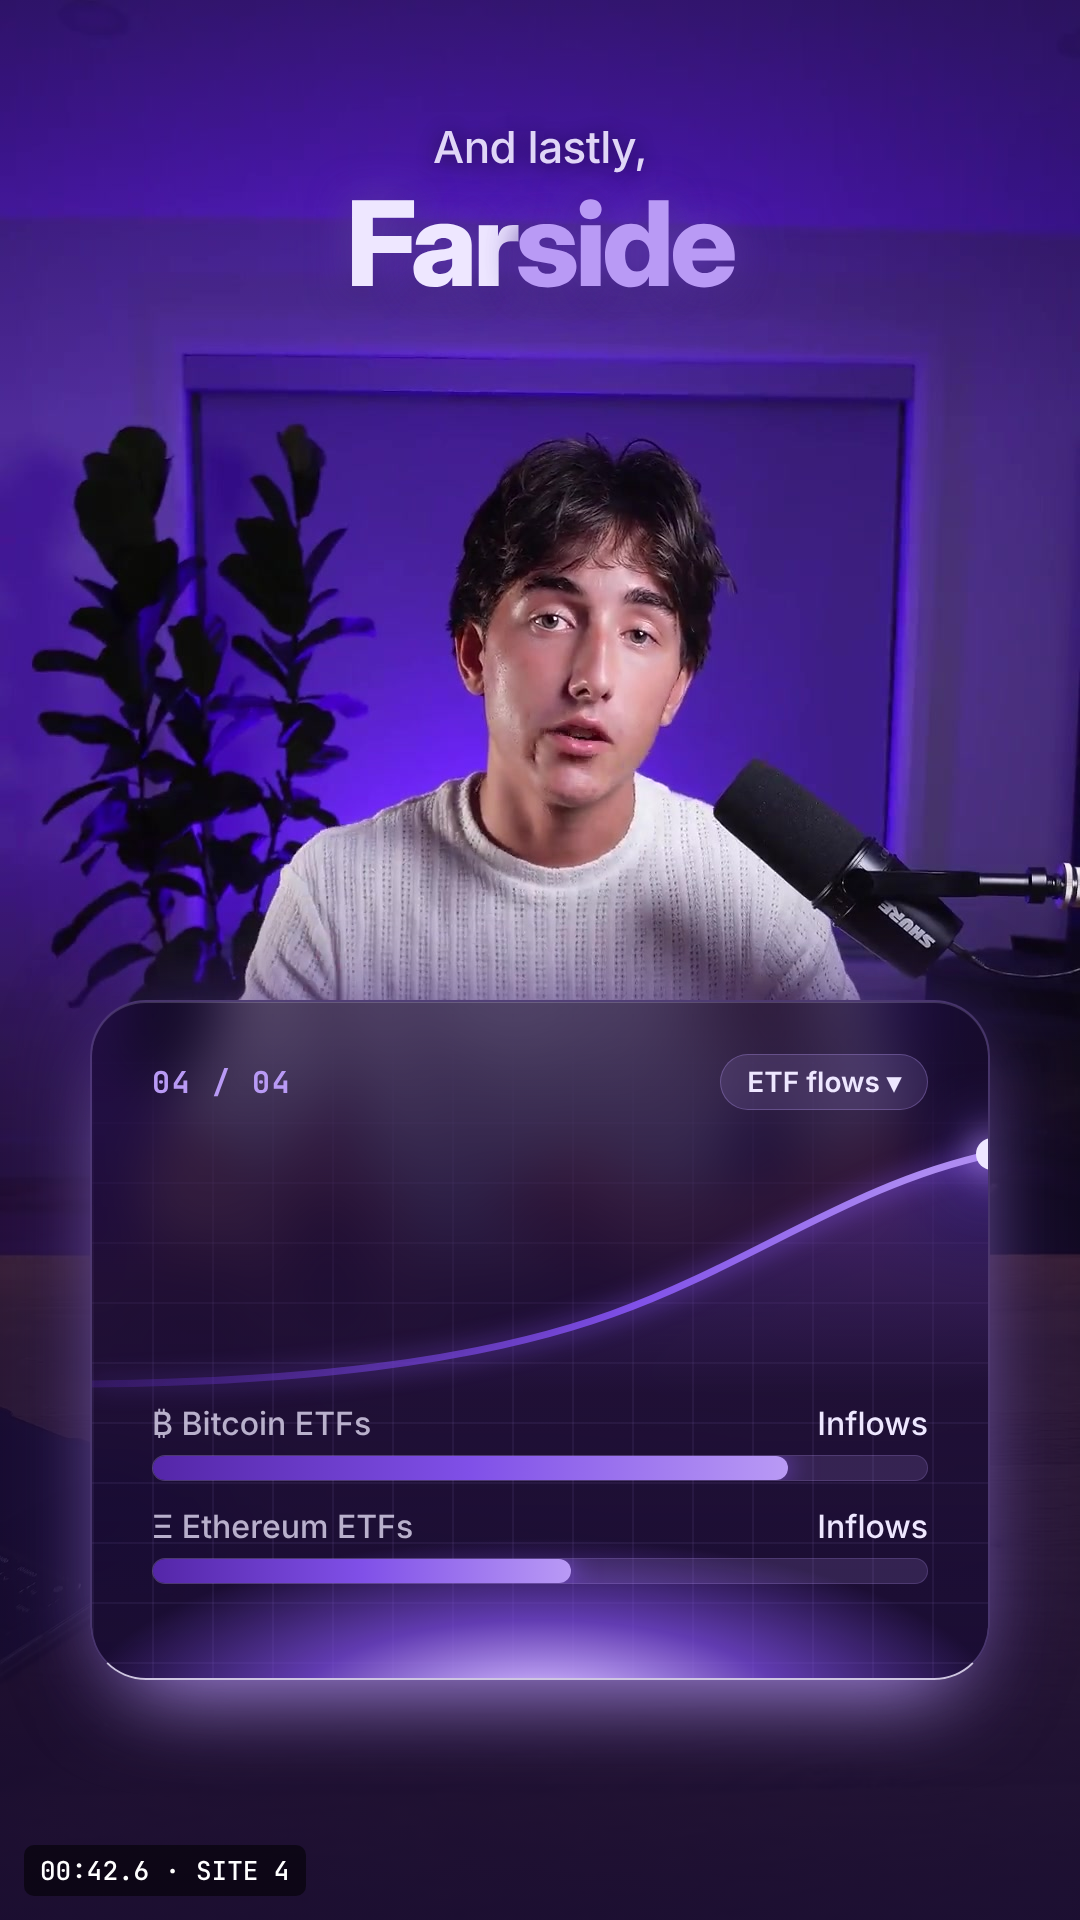 And lastly,
Farside
SHURE
04 / 04
ETF flows ▾
₿ Bitcoin ETFs Inflows
Ξ Ethereum ETFs Inflows
00:42.6 · SITE 4